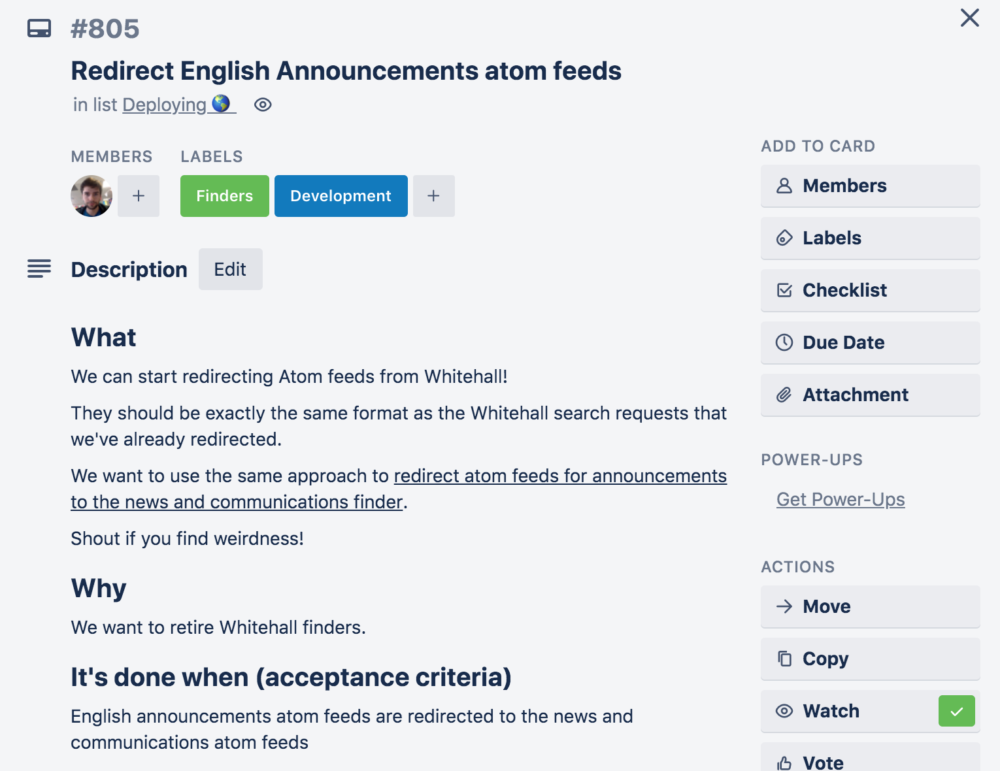 #805
Redirect English Announcements atom feeds
in list Deploying 🌎
MEMBERS
LABELS
+
Finders
Development
+
Description
Edit
What
We can start redirecting Atom feeds from Whitehall!
They should be exactly the same format as the Whitehall search requests that
we've already redirected.
We want to use the same approach to redirect atom feeds for announcements
to the news and communications finder.
Shout if you find weirdness!
Why
We want to retire Whitehall finders.
It's done when (acceptance criteria)
English announcements atom feeds are redirected to the news and
communications atom feeds
ADD TO CARD
Members
Labels
Checklist
Due Date
Attachment
POWER-UPS
Get Power-Ups
ACTIONS
Move
Copy
Watch
Vote